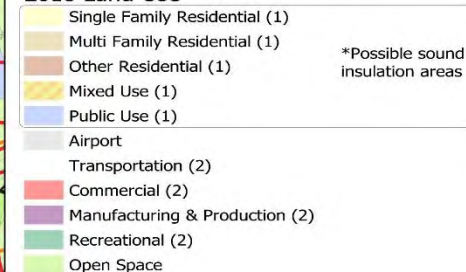 Single Family Residential (1)
Multi Family Residential (1)
Other Residential (1)
*Possible sound
insulation areas
Mixed Use (1)
Public Use (1)
Airport
Transportation (2)
Commercial (2)
Manufacturing & Production (2)
Recreational (2)
Open Space